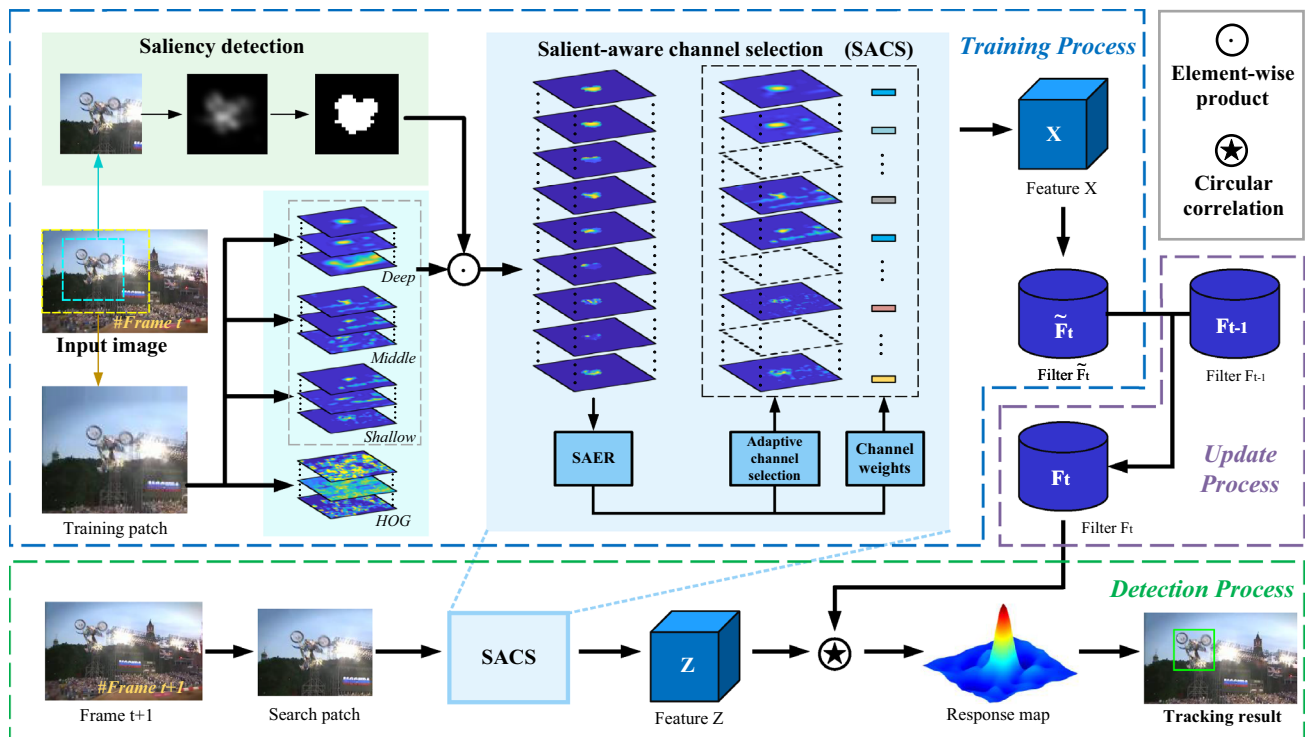 Saliency detection
Salient-aware channel selection (SACS)
Training Process
Element-wise
product
Circular
correlation
X
Feature X
#Frame t
Input image
Deep
Middle
Shallow
HOG
Training patch
SAER
Adaptive
channel
selection
Channel
weights
F̃t
Filter F̃t
Ft-1
Filter Ft-1
Ft
Filter Ft
Update
Process
Detection Process
#Frame t+1
Frame t+1
Search patch
SACS
Z
Feature Z
Response map
Tracking result